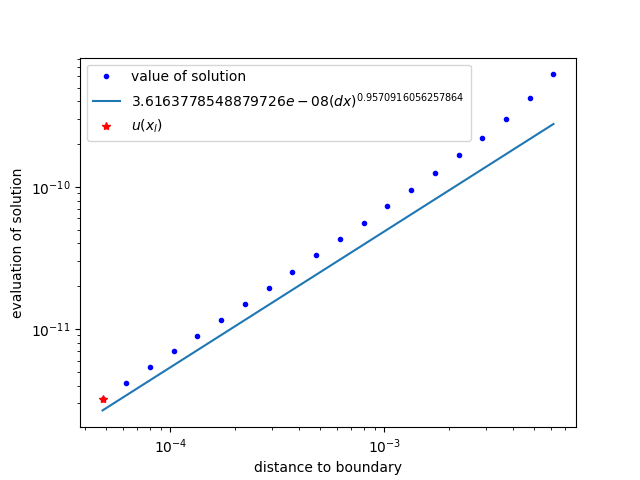 value of solution
3.6163778548879726e − 08(dx)^0.9570916056257864
u(x_l)
10^−10
10^−11
10^−4
10^−3
evaluation of solution
distance to boundary